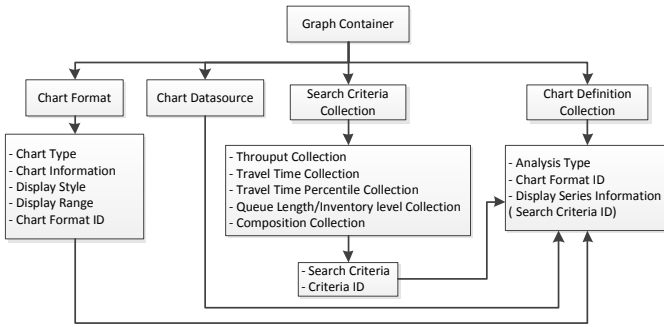 Graph Container
Chart Format
Chart Datasource
Search Criteria
Collection
Chart Definition
Collection
- Chart Type
- Chart Information
- Display Style
- Display Range
- Chart Format ID
- Throuput Collection
- Travel Time Collection
- Travel Time Percentile Collection
- Queue Length/Inventory level Collection
- Composition Collection
- Analysis Type
- Chart Format ID
- Display Series Information
( Search Criteria ID)
- Search Criteria
- Criteria ID